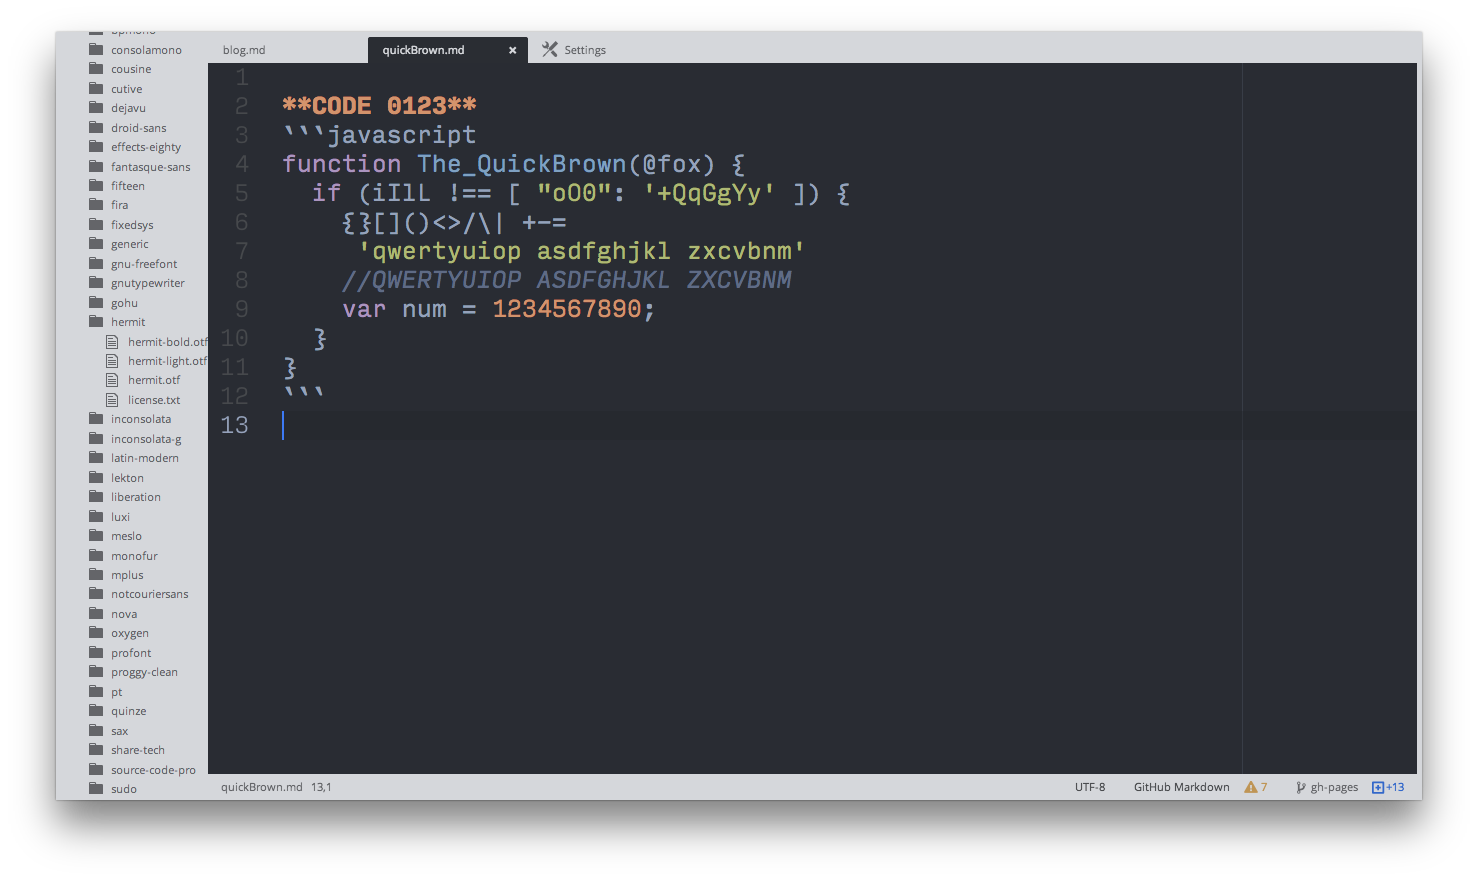 bpmono
consolamono
cousine
cutive
dejavu
droid-sans
effects-eighty
fantasque-sans
fifteen
fira
fixedsys
generic
gnu-freefont
gnutypewriter
gohu
hermit
hermit-bold.otf
hermit-light.otf
hermit.otf
license.txt
inconsolata
inconsolata-g
latin-modern
lekton
liberation
luxi
meslo
monofur
mplus
notcouriersans
nova
oxygen
profont
proggy-clean
pt
quinze
sax
share-tech
source-code-pro
sudo
blog.md quickBrown.md × Settings
1
2 **CODE 0123**
3 ```javascript
4 function The_QuickBrown(@fox) {
5   if (iIlL !== [ "oO0": '+QqGgYy' ]) {
6     {}[]()<>/\| +-=
7      'qwertyuiop asdfghjkl zxcvbnm'
8     //QWERTYUIOP ASDFGHJKL ZXCVBNM
9     var num = 1234567890;
10   }
11 }
12 ```
13
quickBrown.md 13,1 UTF-8 GitHub Markdown 7 gh-pages +13